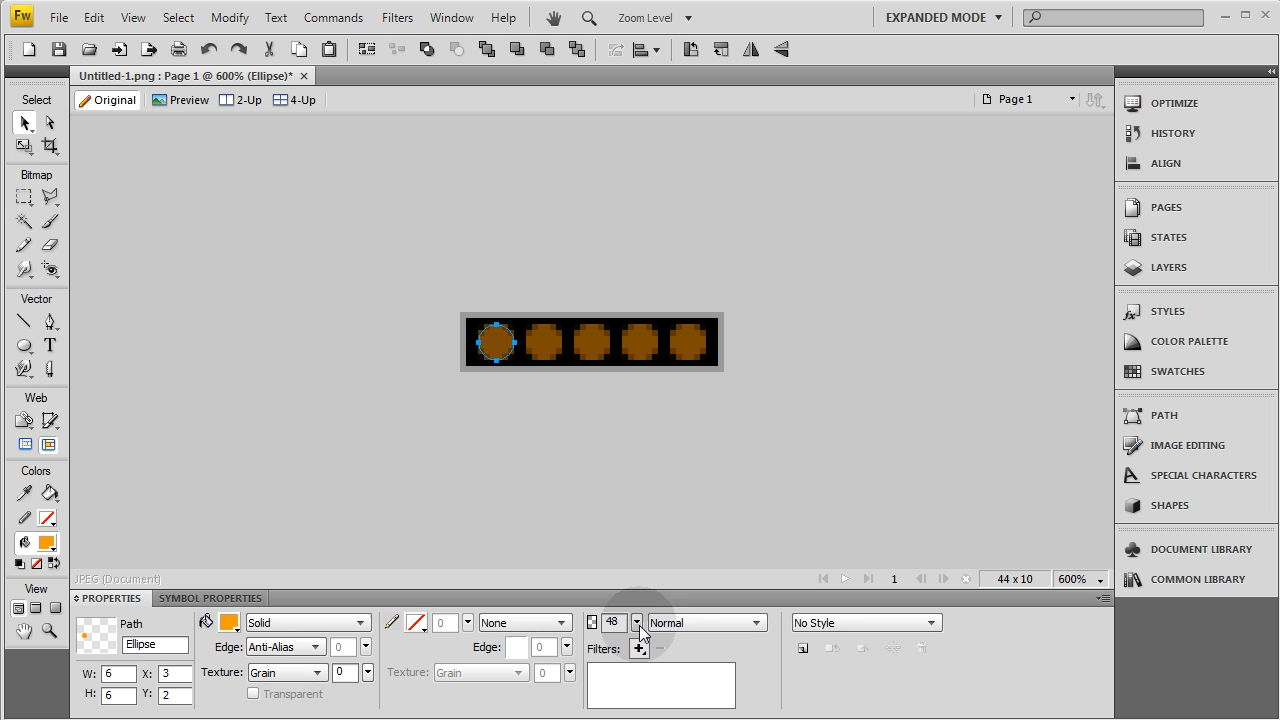 Fw File Edit View Select Modify Text Commands Filters Window Help Zoom Level EXPANDED MODE
Untitled-1.png : Page 1 @ 600% (Ellipse)*
Original Preview 2-Up 4-Up Page 1
Select
Bitmap
Vector
T
Web
Colors
View
OPTIMIZE
HISTORY
ALIGN
PAGES
STATES
LAYERS
STYLES
COLOR PALETTE
SWATCHES
PATH
IMAGE EDITING
SPECIAL CHARACTERS
SHAPES
DOCUMENT LIBRARY
COMMON LIBRARY
JPEG (Document) 1 44 x 10 600%
PROPERTIES SYMBOL PROPERTIES
Path Solid 0 None 48 Normal No Style
Ellipse Edge: Anti-Alias 0 Edge: 0 Filters:
W: 6 X: 3 Texture: Grain 0 Texture: Grain 0
H: 6 Y: 2 Transparent